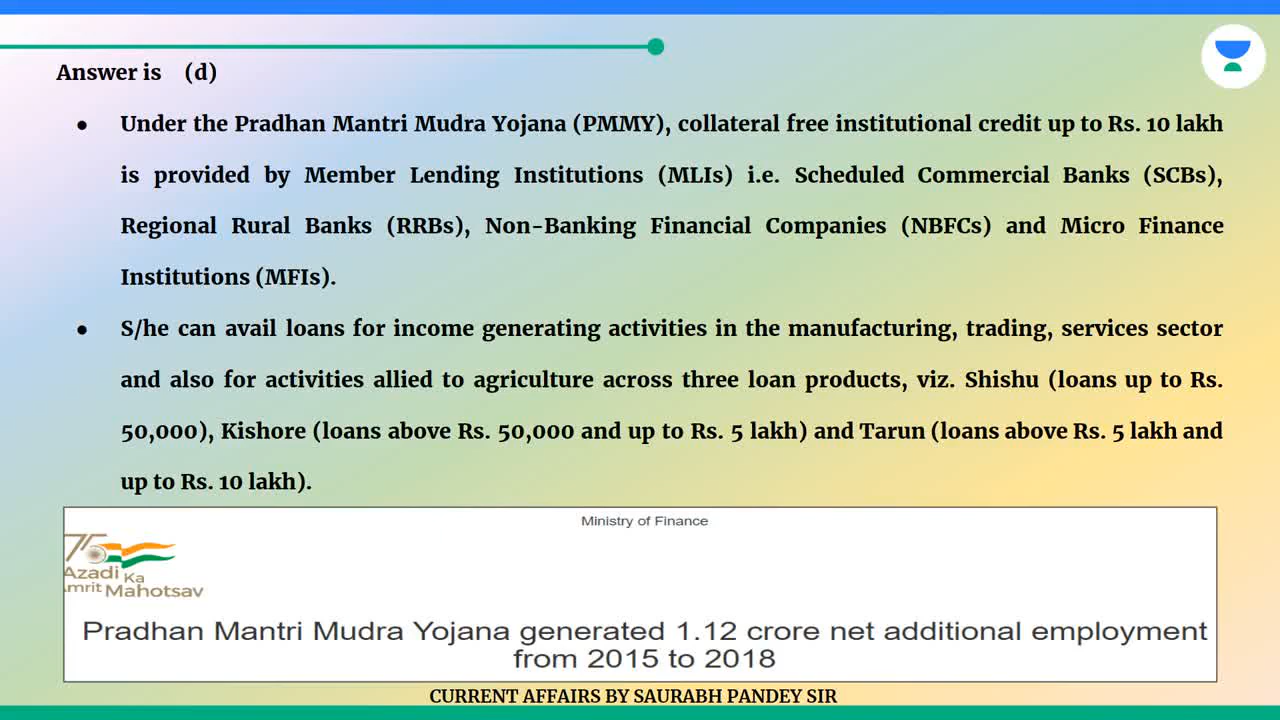 Answer is (d)
● Under the Pradhan Mantri Mudra Yojana (PMMY), collateral free institutional credit up to Rs. 10 lakh
is provided by Member Lending Institutions (MLIs) i.e. Scheduled Commercial Banks (SCBs),
Regional Rural Banks (RRBs), Non-Banking Financial Companies (NBFCs) and Micro Finance
Institutions (MFIs).
● S/he can avail loans for income generating activities in the manufacturing, trading, services sector
and also for activities allied to agriculture across three loan products, viz. Shishu (loans up to Rs.
50,000), Kishore (loans above Rs. 50,000 and up to Rs. 5 lakh) and Tarun (loans above Rs. 5 lakh and
up to Rs. 10 lakh).
Ministry of Finance
75
Azadi Ka
mrit Mahotsav
Pradhan Mantri Mudra Yojana generated 1.12 crore net additional employment
from 2015 to 2018
CURRENT AFFAIRS BY SAURABH PANDEY SIR